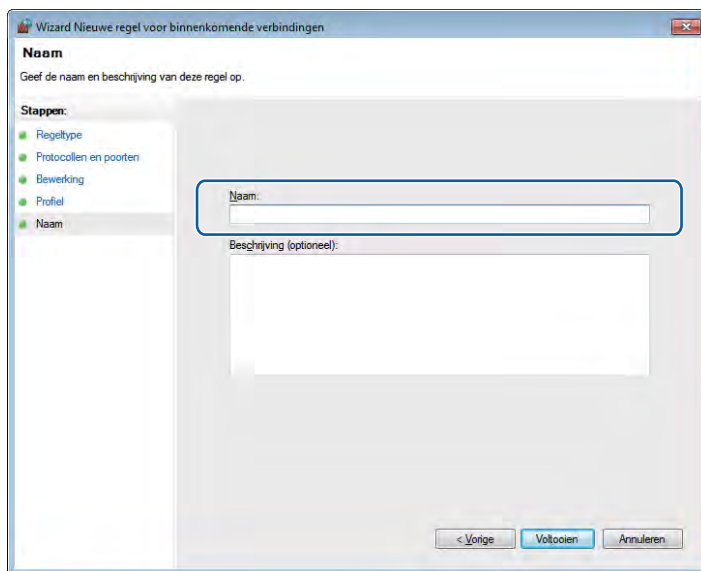 Wizard Nieuwe regel voor binnenkomende verbindingen
Naam
Geef de naam en beschrijving van deze regel op.
Stappen:
Regeltype
Protocollen en poorten
Bewerking
Profiel
Naam
Naam:
Beschrijving (optioneel):
< Vorige
Voltooien
Annuleren